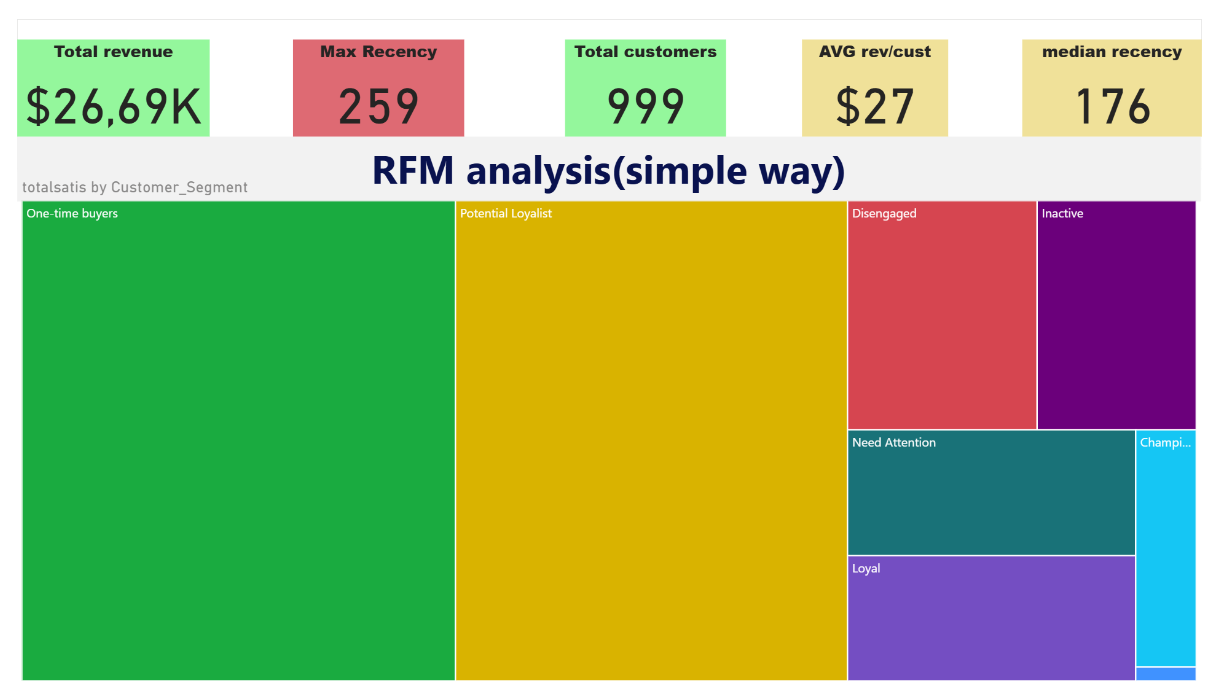 Total revenue
$26,69K
Max Recency
259
Total customers
999
AVG rev/cust
$27
median recency
176
RFM analysis(simple way)
totalsatis by Customer_Segment
One-time buyers
Potential Loyalist
Disengaged
Inactive
Need Attention
Champi...
Loyal